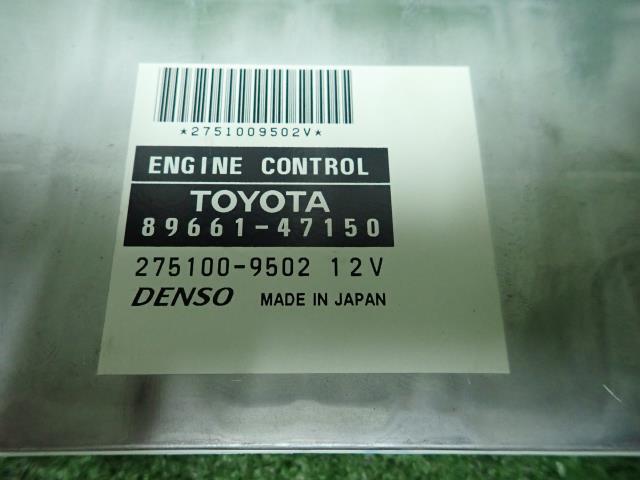 *2751009502V*
ENGINE CONTROL
TOYOTA
89661-47150
275100-9502 12V
DENSO MADE IN JAPAN